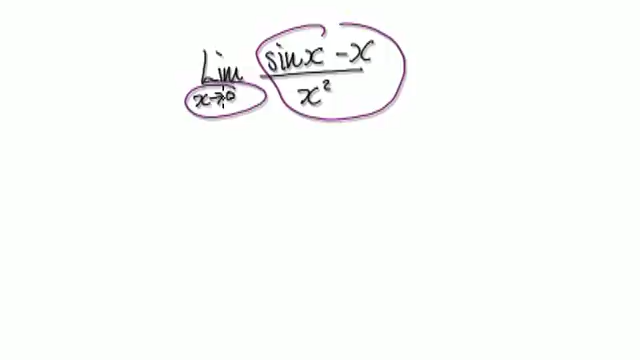 Lim sinx - x
x→0 x²